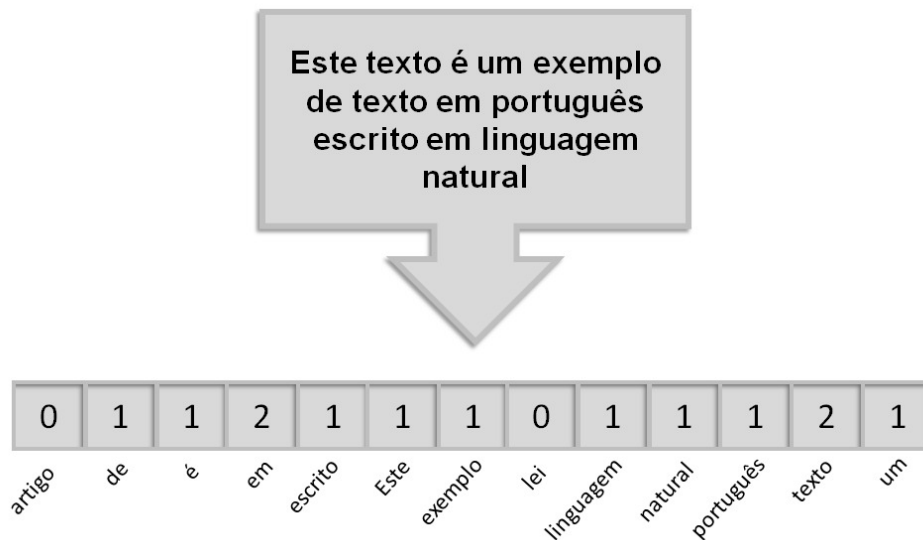 Este texto é um exemplo
de texto em português
escrito em linguagem
natural
0 1 1 2 1 1 1 0 1 1 1 2 1
artigo de é em escrito Este exemplo lei linguagem natural português texto um